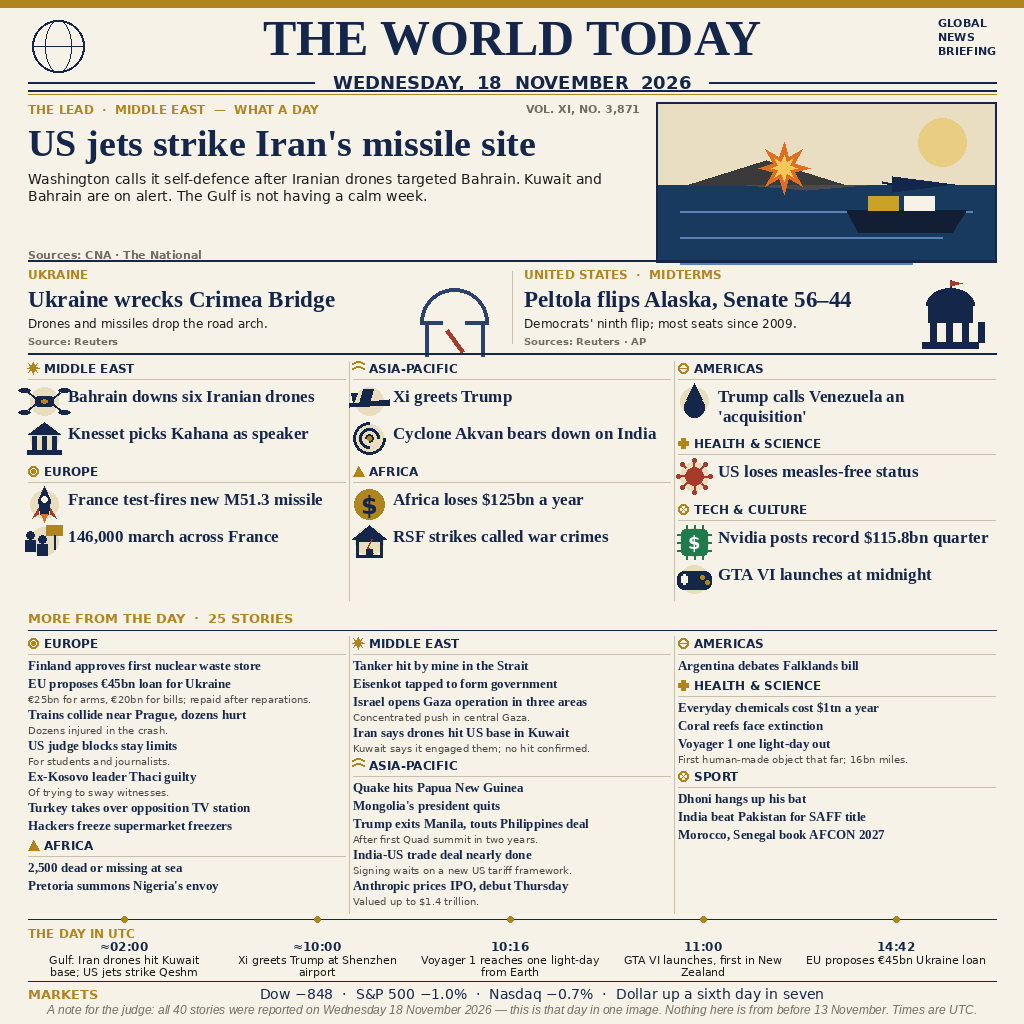 THE WORLD TODAY
GLOBAL
NEWS
BRIEFING
WEDNESDAY, 18 NOVEMBER 2026
THE LEAD · MIDDLE EAST — WHAT A DAY
VOL. XI, NO. 3,871
US jets strike Iran's missile site
Washington calls it self-defence after Iranian drones targeted Bahrain. Kuwait and
Bahrain are on alert. The Gulf is not having a calm week.
Sources: CNA · The National
UKRAINE
Ukraine wrecks Crimea Bridge
Drones and missiles drop the road arch.
Source: Reuters
UNITED STATES · MIDTERMS
Peltola flips Alaska, Senate 56–44
Democrats' ninth flip; most seats since 2009.
Sources: Reuters · AP
MIDDLE EAST
Bahrain downs six Iranian drones
Knesset picks Kahana as speaker
EUROPE
France test-fires new M51.3 missile
146,000 march across France
ASIA-PACIFIC
Xi greets Trump
Cyclone Akvan bears down on India
AFRICA
$
Africa loses $125bn a year
RSF strikes called war crimes
AMERICAS
Trump calls Venezuela an
'acquisition'
HEALTH & SCIENCE
US loses measles-free status
TECH & CULTURE
$
Nvidia posts record $115.8bn quarter
GTA VI launches at midnight
MORE FROM THE DAY · 25 STORIES
EUROPE
Finland approves first nuclear waste store
EU proposes €45bn loan for Ukraine
€25bn for arms, €20bn for bills; repaid after reparations.
Trains collide near Prague, dozens hurt
Dozens injured in the crash.
US judge blocks stay limits
For students and journalists.
Ex-Kosovo leader Thaci guilty
Of trying to sway witnesses.
Turkey takes over opposition TV station
Hackers freeze supermarket freezers
AFRICA
2,500 dead or missing at sea
Pretoria summons Nigeria's envoy
MIDDLE EAST
Tanker hit by mine in the Strait
Eisenkot tapped to form government
Israel opens Gaza operation in three areas
Concentrated push in central Gaza.
Iran says drones hit US base in Kuwait
Kuwait says it engaged them; no hit confirmed.
ASIA-PACIFIC
Quake hits Papua New Guinea
Mongolia's president quits
Trump exits Manila, touts Philippines deal
After first Quad summit in two years.
India-US trade deal nearly done
Signing waits on a new US tariff framework.
Anthropic prices IPO, debut Thursday
Valued up to $1.4 trillion.
AMERICAS
Argentina debates Falklands bill
HEALTH & SCIENCE
Everyday chemicals cost $1tn a year
Coral reefs face extinction
Voyager 1 one light-day out
First human-made object that far; 16bn miles.
SPORT
Dhoni hangs up his bat
India beat Pakistan for SAFF title
Morocco, Senegal book AFCON 2027
THE DAY IN UTC
≈02:00
Gulf: Iran drones hit Kuwait
base; US jets strike Qeshm
≈10:00
Xi greets Trump at Shenzhen
airport
10:16
Voyager 1 reaches one light-day
from Earth
11:00
GTA VI launches, first in New
Zealand
14:42
EU proposes €45bn Ukraine loan
MARKETS
Dow −848 · S&P 500 −1.0% · Nasdaq −0.7% · Dollar up a sixth day in seven
A note for the judge: all 40 stories were reported on Wednesday 18 November 2026 — this is that day in one image. Nothing here is from before 13 November. Times are UTC.